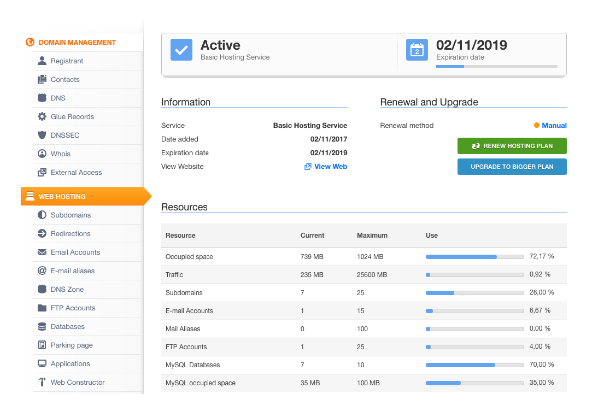 DOMAIN MANAGEMENT
Registrant
Contacts
DNS
Glue Records
DNSSEC
Whois
External Access
WEB HOSTING
Subdomains
Redirections
Email Accounts
E-mail aliases
DNS Zone
FTP Accounts
Databases
Parking page
Applications
Web Constructor
Active
Basic Hosting Service
2
02/11/2019
Expiration date
Information
Service Basic Hosting Service
Date added 02/11/2017
Expiration date 02/11/2019
View Website View Web
Renewal and Upgrade
Renewal method Manual
RENEW HOSTING PLAN
UPGRADE TO BIGGER PLAN
Resources
Resource Current Maximum Use
Occupied space 739 MB 1024 MB 72,17 %
Traffic 235 MB 25600 MB 0,92 %
Subdomains 7 25 28,00 %
E-mail Accounts 1 15 6,67 %
Mail Aliases 0 100 0,00 %
FTP Accounts 1 25 4,00 %
MySQL Databases 7 10 70,00 %
MySQL occupied space 35 MB 100 MB 35,00 %